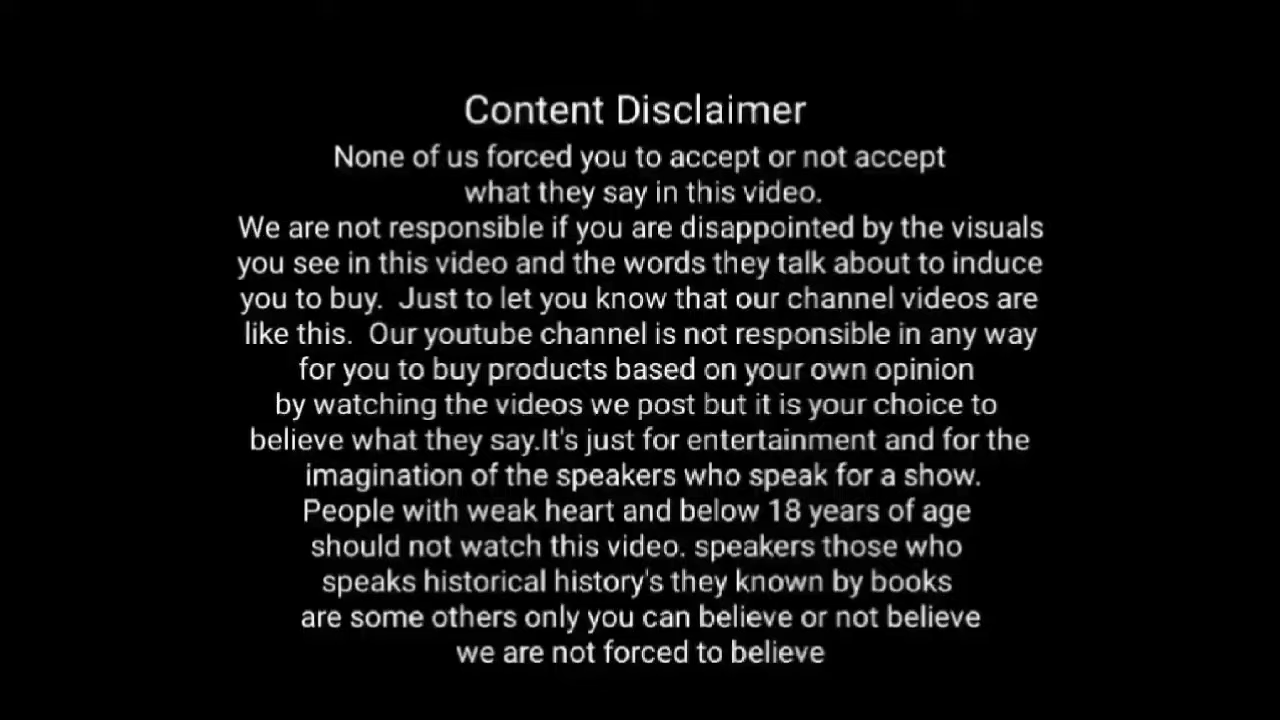 Content Disclaimer
None of us forced you to accept or not accept
what they say in this video.
We are not responsible if you are disappointed by the visuals
you see in this video and the words they talk about to induce
you to buy.  Just to let you know that our channel videos are
like this.  Our youtube channel is not responsible in any way
for you to buy products based on your own opinion
by watching the videos we post but it is your choice to
believe what they say.It's just for entertainment and for the
imagination of the speakers who speak for a show.
People with weak heart and below 18 years of age
should not watch this video. speakers those who
speaks historical history's they known by books
are some others only you can believe or not believe
we are not forced to believe